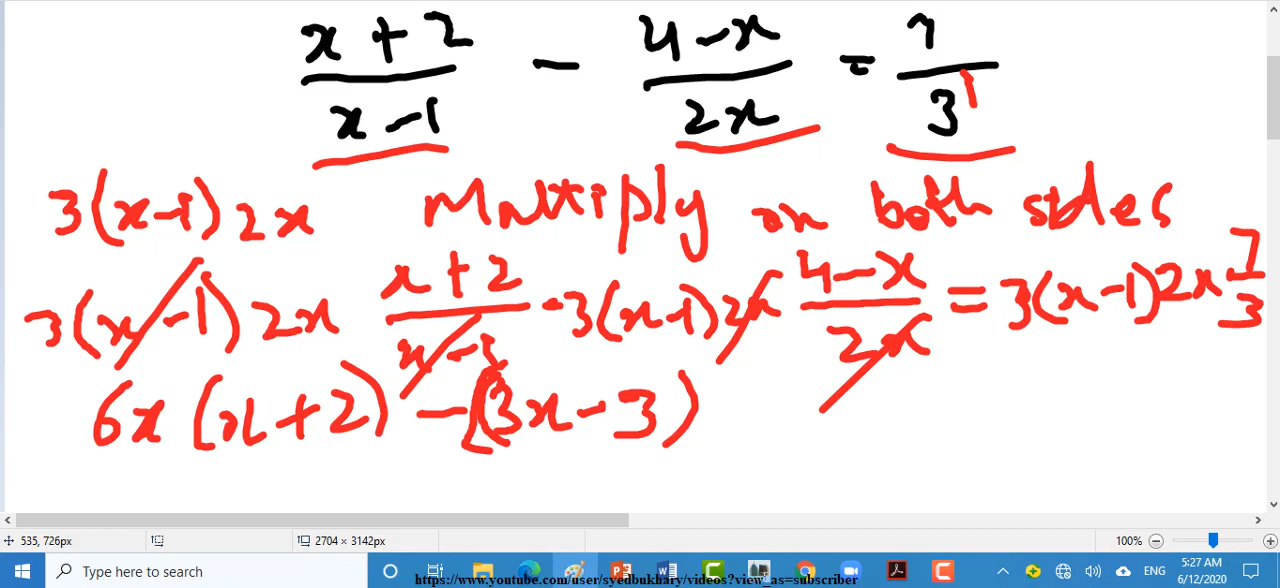 x + 2 / x - 1 - 4 - x / 2x = 7 / 3
3(x-1)2x Multiply on both sides
3(x-1)2x x+2 / x-1 - 3(x-1)2x 4-x / 2x = 3(x-1)2x 7/3
6x(x+2) - (3x-3)
535, 726px 2704 × 3142px 100%
Type here to search ENG 5:27 AM
6/12/2020
https://www.youtube.com/user/syedbukhary/videos?view_as=subscriber